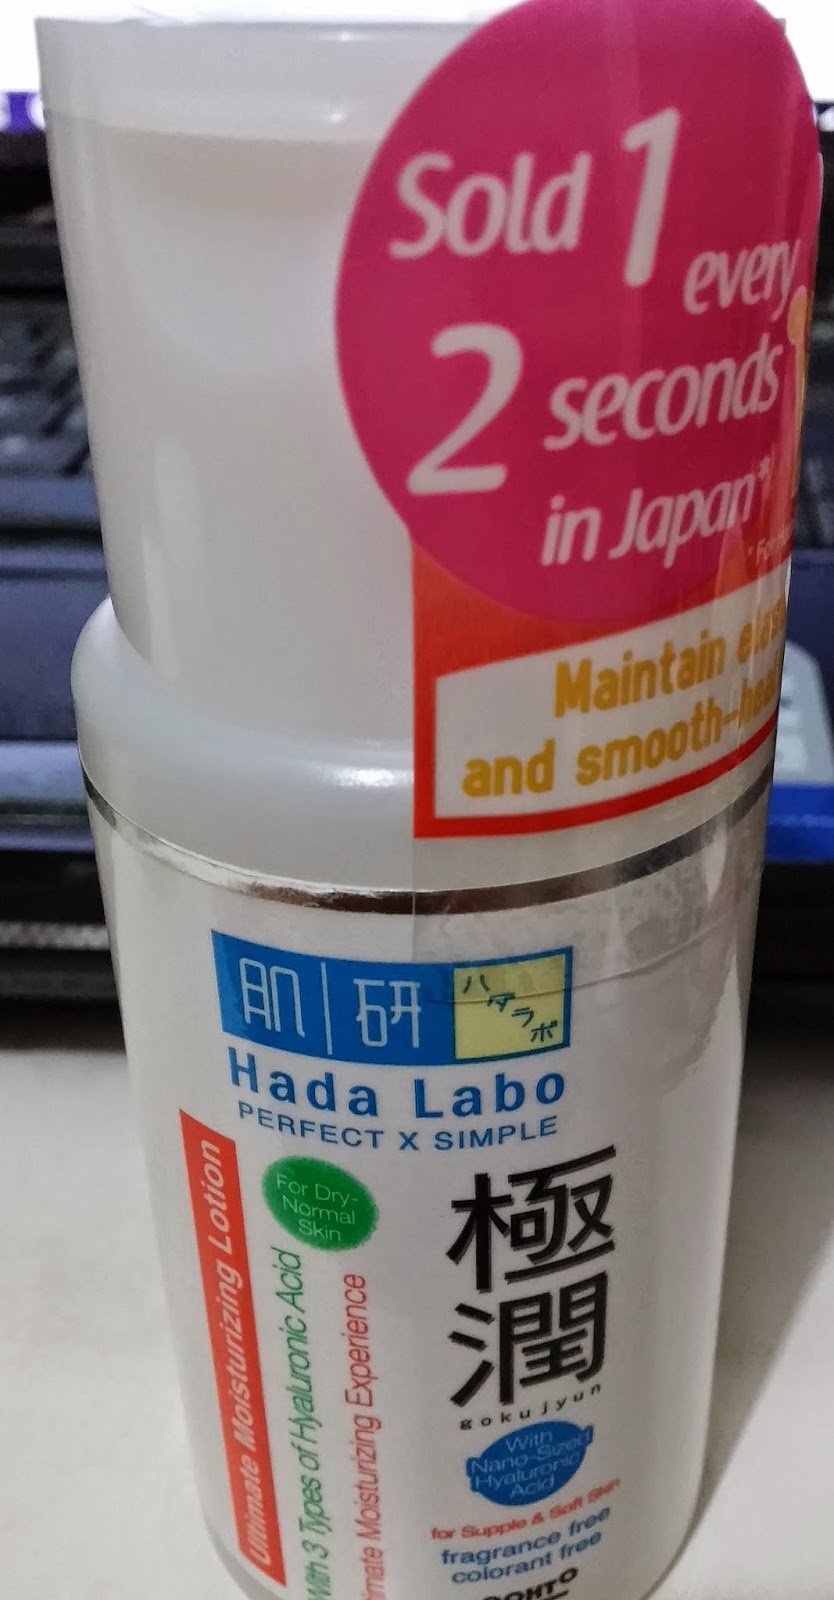 Sold 1
every
2 seconds
in Japan*
* For
Maintain
and smooth-
肌研
ハダラボ
Hada Labo
PERFECT X SIMPLE
Ultimate Moisturizing Lotion
For Dry-
Normal
Skin
With 3 Types of Hyaluronic Acid
Moisturizing Experience
極潤
gokujyun
With
Nano-Sized
Hyaluronic
Acid
for Supple & Soft Skin
fragrance free
colorant free